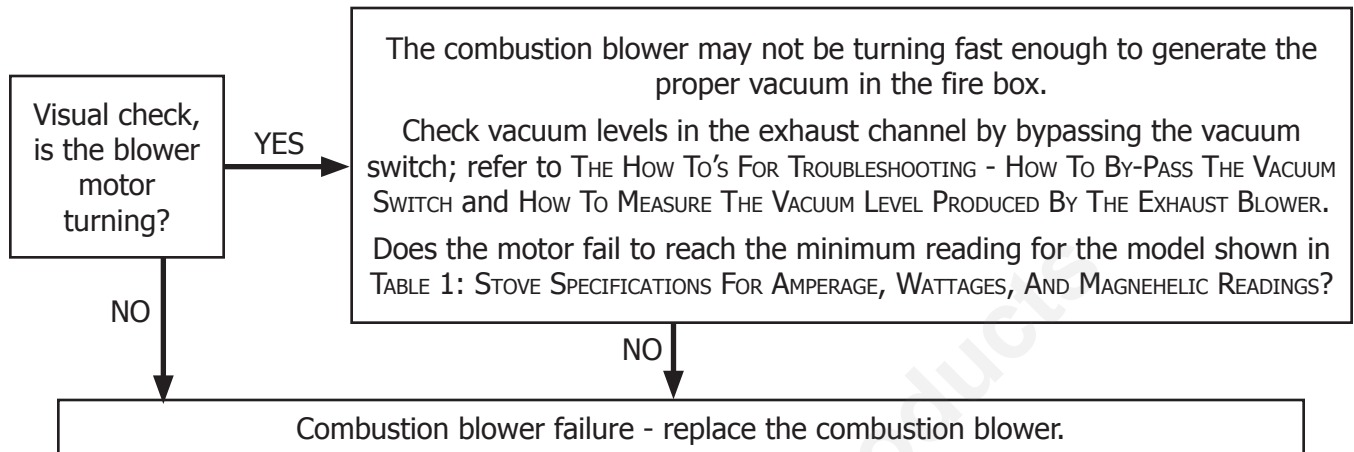 Visual check,
is the blower
motor
turning?
YES
The combustion blower may not be turning fast enough to generate the
proper vacuum in the fire box.
Check vacuum levels in the exhaust channel by bypassing the vacuum
switch; refer to The How To's For Troubleshooting - How To By-Pass The Vacuum
Switch and How To Measure The Vacuum Level Produced By The Exhaust Blower.
Does the motor fail to reach the minimum reading for the model shown in
Table 1: Stove Specifications For Amperage, Wattages, And Magnehelic Readings?
NO
NO
Combustion blower failure - replace the combustion blower.